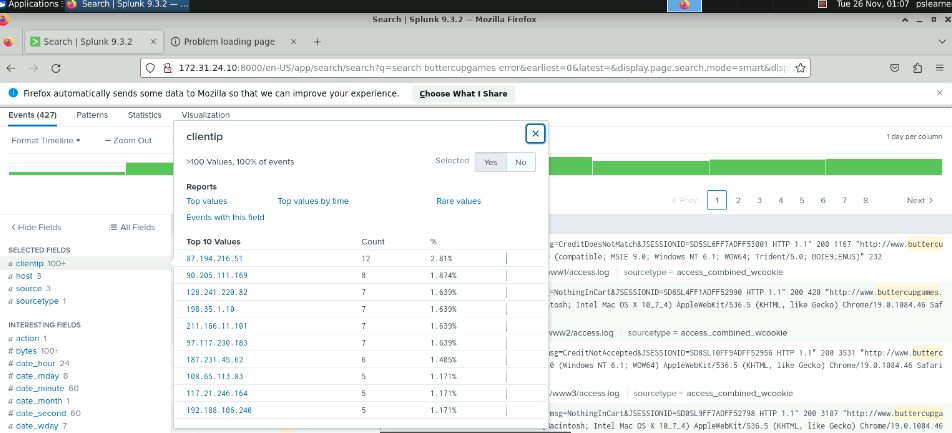 Applications
Search | Splunk 9.3.2 — ...
Tue 26 Nov, 01:07 pslearne
Search | Splunk 9.3.2 — Mozilla Firefox
Search | Splunk 9.3.2 ×
Problem loading page ×
172.31.24.10:8000/en-US/app/search/search?q=search buttercupgames error&earliest=0&latest=&display.page.search.mode=smart&disp
Firefox automatically sends some data to Mozilla so that we can improve your experience. Choose What I Share
Events (427) Patterns Statistics Visualization
Format Timeline — Zoom Out
1 day per column
clientip
>100 Values, 100% of events
Selected Yes No
Reports
Top values Top values by time Rare values
Events with this field
Top 10 Values Count %
87.194.216.51 12 2.81%
90.205.111.169 8 1.874%
128.241.220.82 7 1.639%
198.35.1.10 7 1.639%
211.166.11.101 7 1.639%
97.117.230.183 7 1.639%
187.231.45.62 6 1.405%
108.65.113.83 5 1.171%
117.21.246.164 5 1.171%
192.188.106.240 5 1.171%
< Prev 1 2 3 4 5 6 7 8 ... Next >
< Hide Fields All Fields
SELECTED FIELDS
a clientip 100+
a host 3
a source 3
a sourcetype 1
INTERESTING FIELDS
a action 1
# bytes 100+
# date_hour 24
# date_mday 8
# date_minute 60
a date_month 1
# date_second 60
a date_wday 7
sg=CreditDoesNotMatch&JSESSIONID=SD5SL6FF7ADFF53001 HTTP 1.1" 200 1167 "http://www.buttercu
(compatible; MSIE 9.0; Windows NT 6.1; WOW64; Trident/5.0; BOIE9;ENUS)" 232
ww1/access.log sourcetype = access_combined_wcookie
=NothingInCart&JSESSIONID=SD6SL4FF1ADFF52990 HTTP 1.1" 200 420 "http://www.buttercupgames.
tosh; Intel Mac OS X 10_7_4) AppleWebKit/536.5 (KHTML, like Gecko) Chrome/19.0.1084.46 Saf
ww2/access.log sourcetype = access_combined_wcookie
msg=CreditNotAccepted&JSESSIONID=SD8SL10FF9ADFF52956 HTTP 1.1" 200 3531 "http://www.butterc
0 (Windows NT 6.1; WOW64) AppleWebKit/536.5 (KHTML, like Gecko) Chrome/19.0.1084.46 Safari
ww3/access.log sourcetype = access_combined_wcookie
msg=NothingInCart&JSESSIONID=SD0SL9FF7ADFF52798 HTTP 1.1" 200 3187 "http://www.buttercupga
acintosh; Intel Mac OS X 10_7_4) AppleWebKit/536.5 (KHTML, like Gecko) Chrome/19.0.1084.46